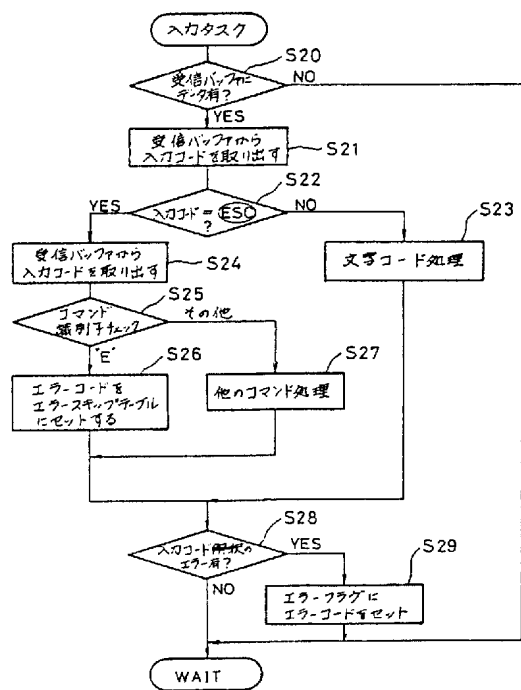 入力タスク
S20
受信バッファに
データ有?
NO
YES
受信バッファから
入力コードを取り出す
S21
S22
入力コード=ESC
?
YES
NO
S23
文字コード処理
受信バッファから
入力コードを取り出す
S24
S25
コマンド
識別子チェック
その他
"E"
S26
エラーコードを
エラースキップテーブル
にセットする
S27
他のコマンド処理
S28
入力コード解釈の
エラー有?
YES
NO
S29
エラーフラグに
エラーコードをセット
WAIT